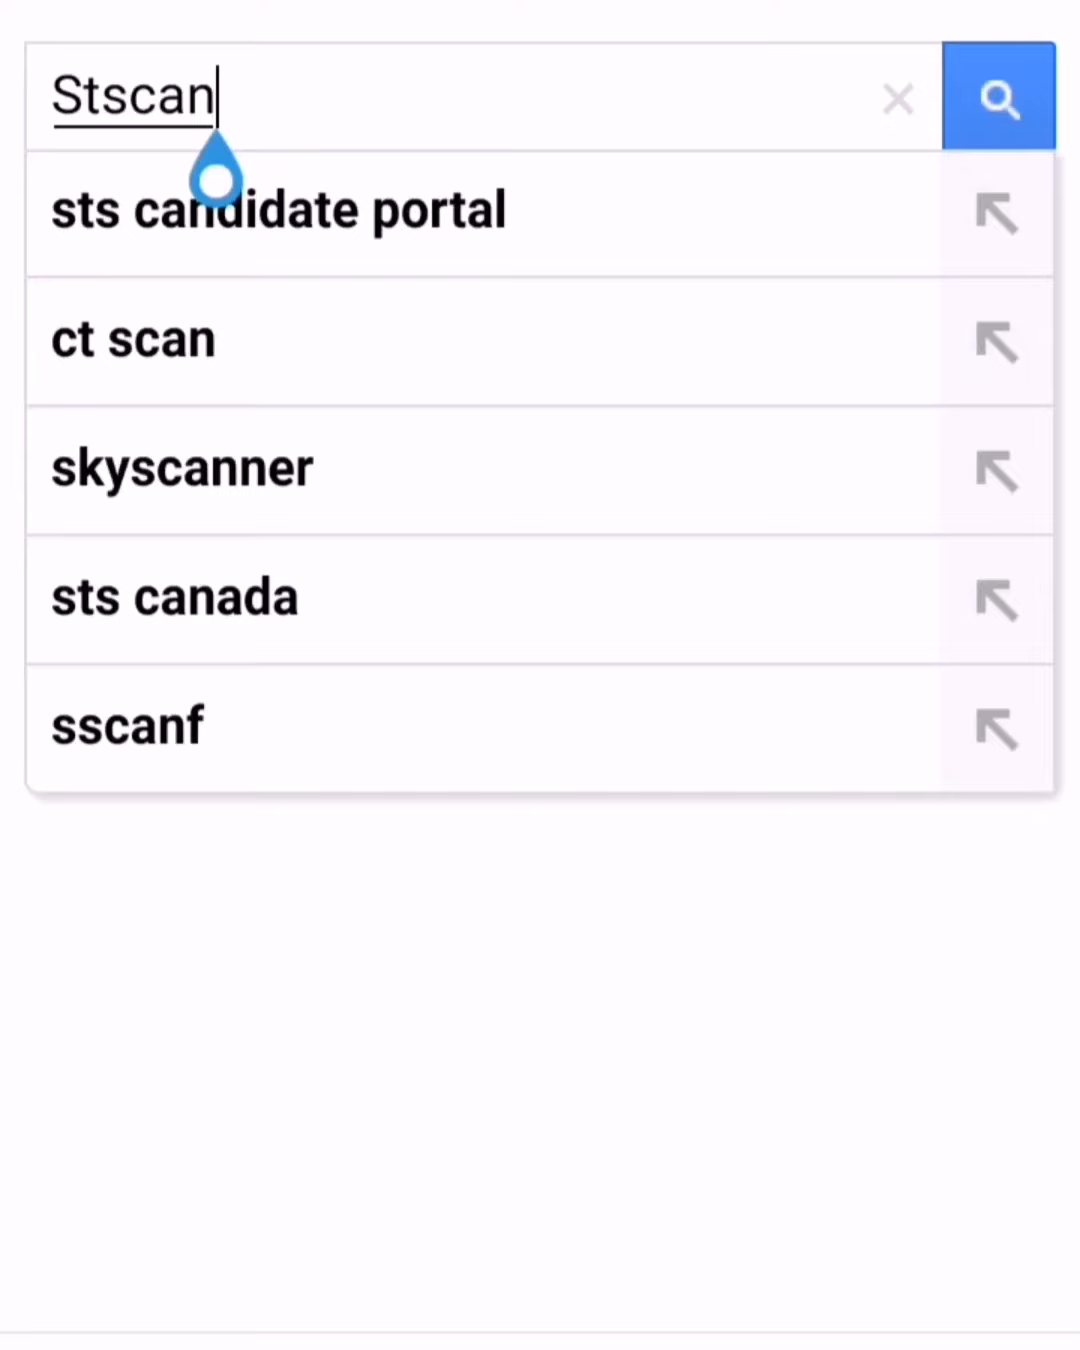 Stscan
sts candidate portal
ct scan
skyscanner
sts canada
sscanf